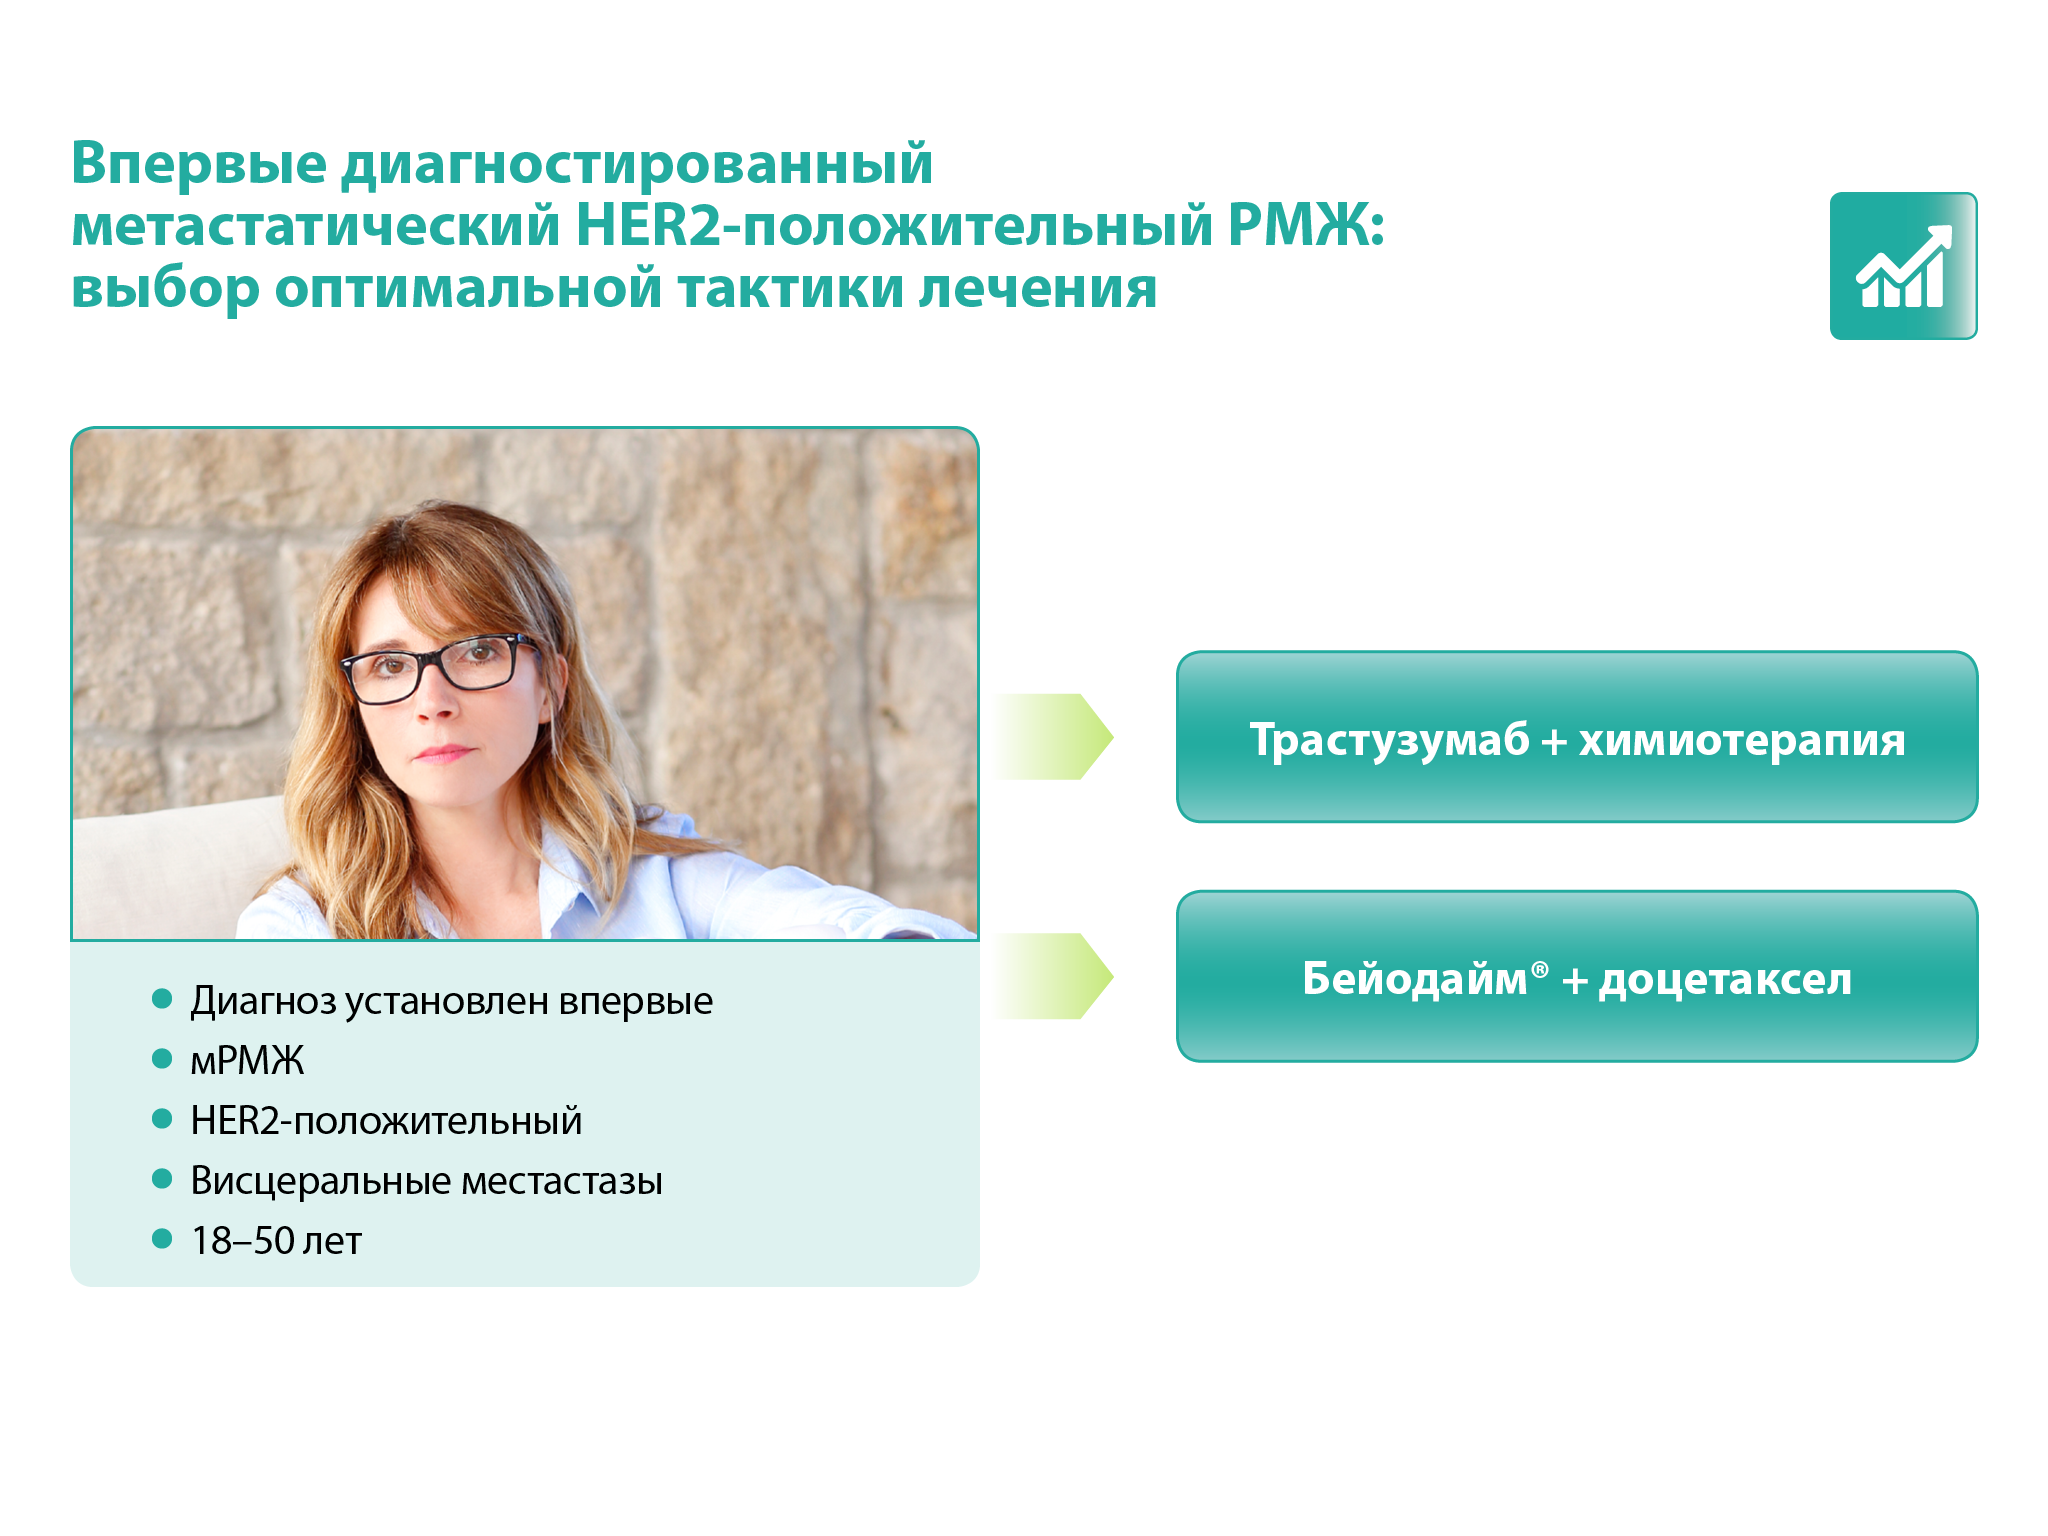 Впервые диагностированный
метастатический HER2-положительный РМЖ:
выбор оптимальной тактики лечения
Трастузумаб + химиотерапия
Бейодайм® + доцетаксел
Диагноз установлен впервые
мРМЖ
HER2-положительный
Висцеральные местастазы
18–50 лет